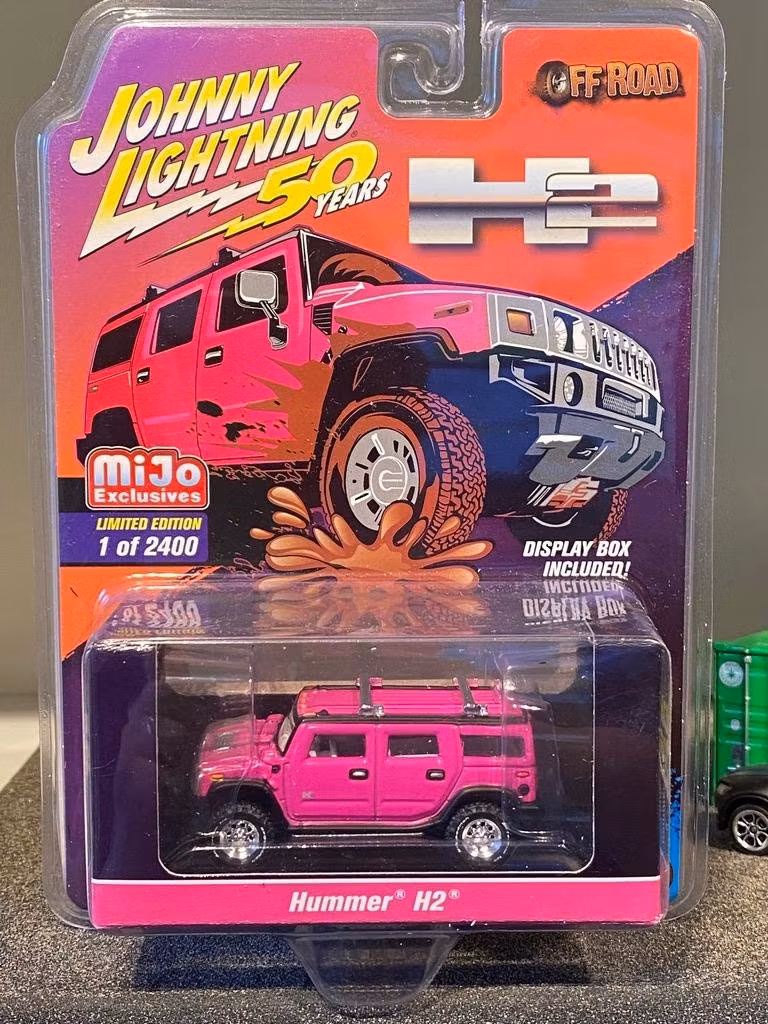 OFF ROAD
JOHNNY
LIGHTNING®
50 YEARS
H2
MiJo
Exclusives
LIMITED EDITION
1 of 2400
DISPLAY BOX
INCLUDED!
Hummer® H2®